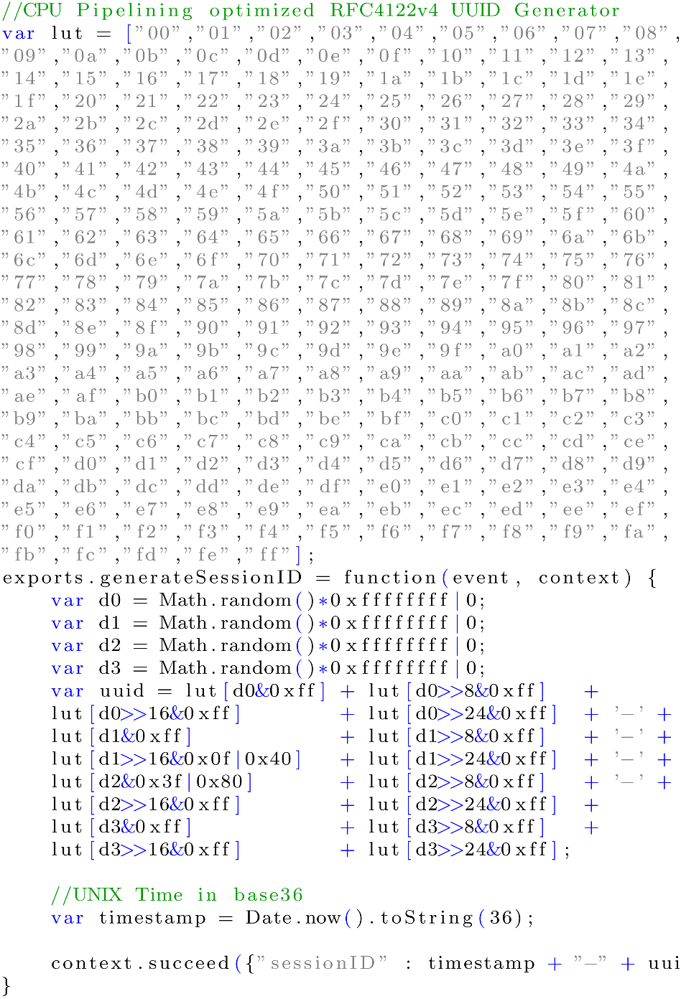 //CPU Pipelining optimized RFC4122v4 UUID Generator
var lut = ["00","01","02","03","04","05","06","07","08",
"09","0a","0b","0c","0d","0e","0f","10","11","12","13",
"14","15","16","17","18","19","1a","1b","1c","1d","1e",
"1f","20","21","22","23","24","25","26","27","28","29",
"2a","2b","2c","2d","2e","2f","30","31","32","33","34",
"35","36","37","38","39","3a","3b","3c","3d","3e","3f",
"40","41","42","43","44","45","46","47","48","49","4a",
"4b","4c","4d","4e","4f","50","51","52","53","54","55",
"56","57","58","59","5a","5b","5c","5d","5e","5f","60",
"61","62","63","64","65","66","67","68","69","6a","6b",
"6c","6d","6e","6f","70","71","72","73","74","75","76",
"77","78","79","7a","7b","7c","7d","7e","7f","80","81",
"82","83","84","85","86","87","88","89","8a","8b","8c",
"8d","8e","8f","90","91","92","93","94","95","96","97",
"98","99","9a","9b","9c","9d","9e","9f","a0","a1","a2",
"a3","a4","a5","a6","a7","a8","a9","aa","ab","ac","ad",
"ae","af","b0","b1","b2","b3","b4","b5","b6","b7","b8",
"b9","ba","bb","bc","bd","be","bf","c0","c1","c2","c3",
"c4","c5","c6","c7","c8","c9","ca","cb","cc","cd","ce",
"cf","d0","d1","d2","d3","d4","d5","d6","d7","d8","d9",
"da","db","dc","dd","de","df","e0","e1","e2","e3","e4",
"e5","e6","e7","e8","e9","ea","eb","ec","ed","ee","ef",
"f0","f1","f2","f3","f4","f5","f6","f7","f8","f9","fa",
"fb","fc","fd","fe","ff"];
exports.generateSessionID = function(event, context) {
    var d0 = Math.random()*0xffffffff|0;
    var d1 = Math.random()*0xffffffff|0;
    var d2 = Math.random()*0xffffffff|0;
    var d3 = Math.random()*0xffffffff|0;
    var uuid = lut[d0&0xff] + lut[d0>>8&0xff]   +
    lut[d0>>16&0xff]        + lut[d0>>24&0xff]  + '-' +
    lut[d1&0xff]            + lut[d1>>8&0xff]   + '-' +
    lut[d1>>16&0x0f|0x40]   + lut[d1>>24&0xff]  + '-' +
    lut[d2&0x3f|0x80]       + lut[d2>>8&0xff]   + '-' +
    lut[d2>>16&0xff]        + lut[d2>>24&0xff]  +
    lut[d3&0xff]            + lut[d3>>8&0xff]   +
    lut[d3>>16&0xff]        + lut[d3>>24&0xff];
    //UNIX Time in base36
    var timestamp = Date.now().toString(36);
    context.succeed({"sessionID" : timestamp + "-" + uui
}